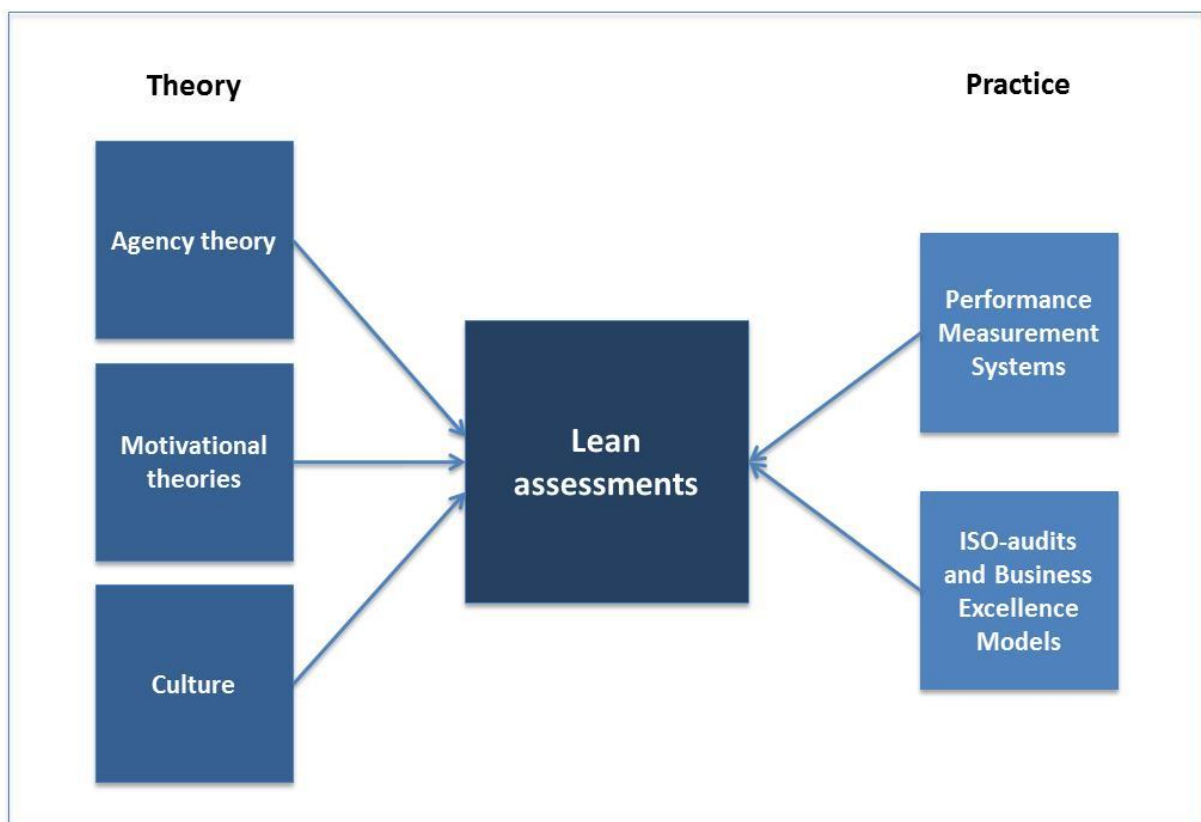 Theory
Practice
Agency theory
Motivational
theories
Culture
Lean
assessments
Performance
Measurement
Systems
ISO-audits
and Business
Excellence
Models